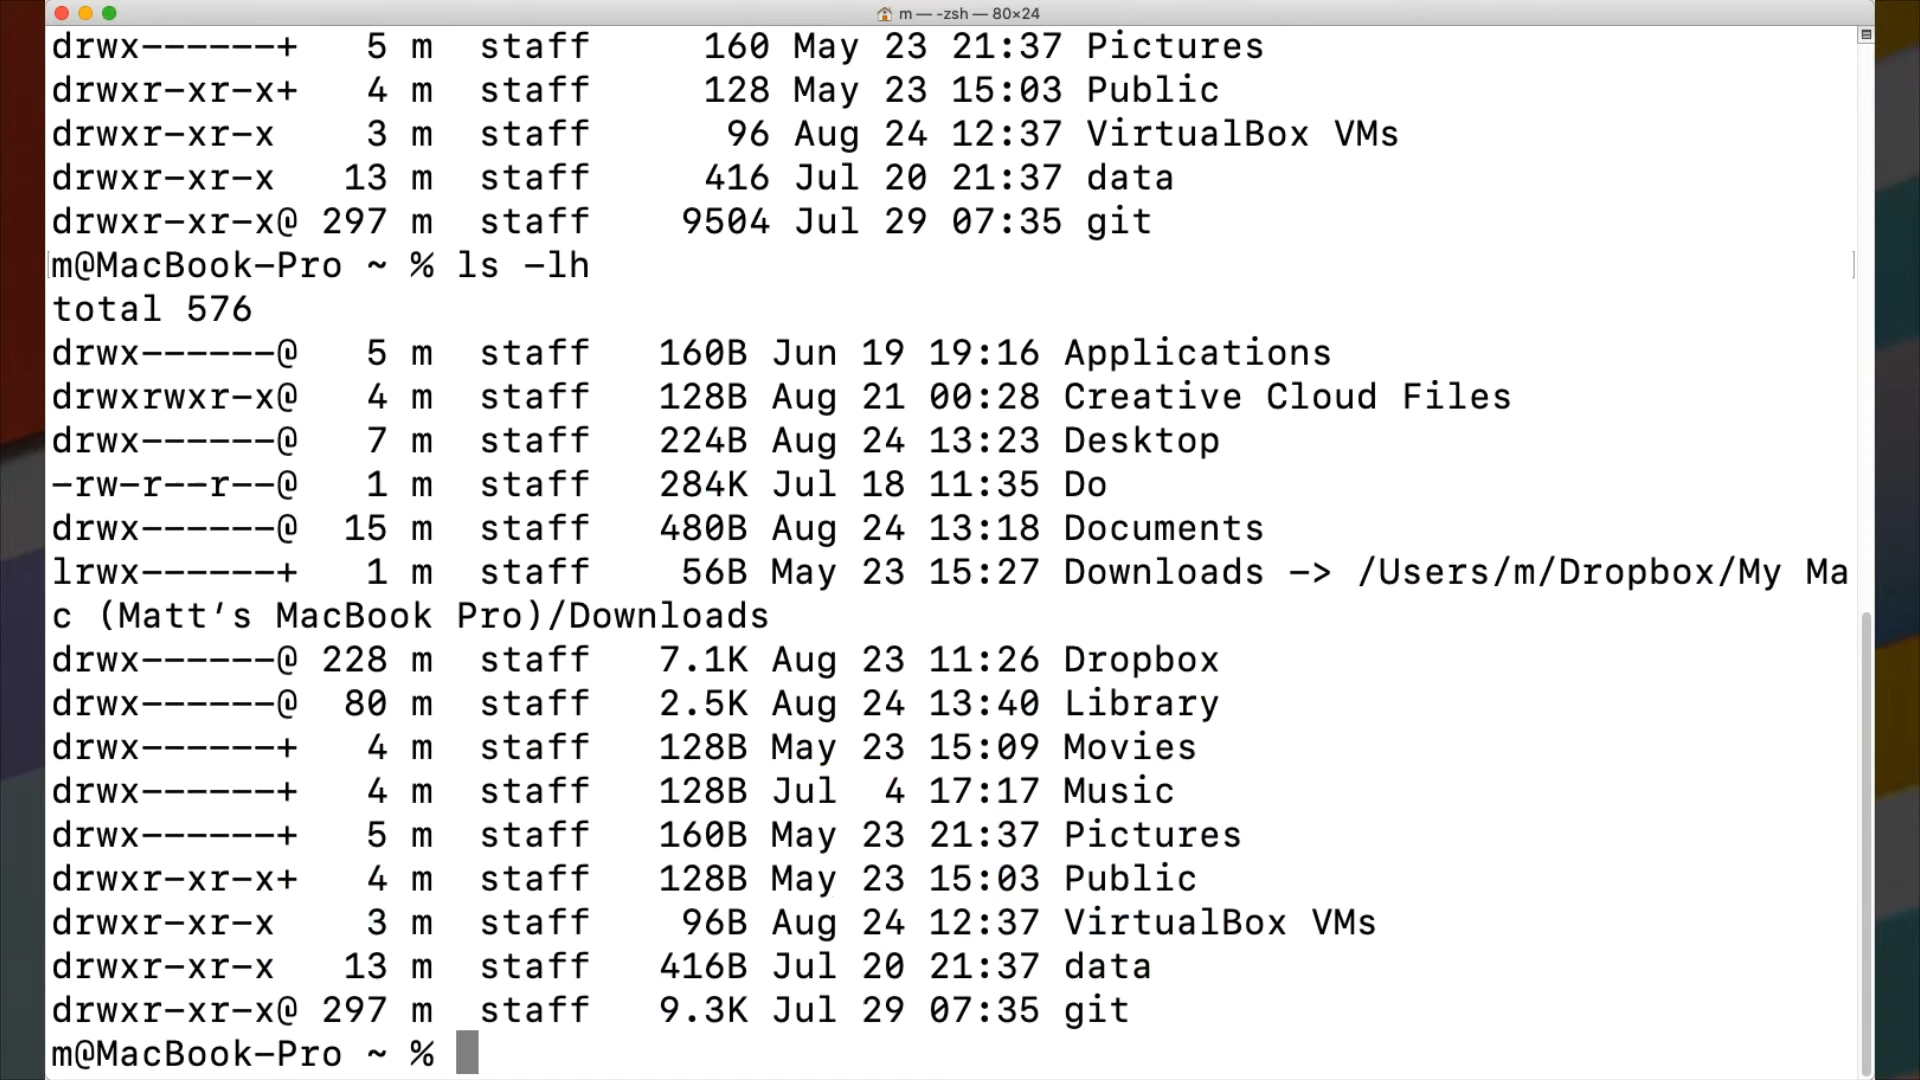 m — -zsh — 80×24
drwx------+   5 m  staff     160 May 23 21:37 Pictures
drwxr-xr-x+   4 m  staff     128 May 23 15:03 Public
drwxr-xr-x    3 m  staff      96 Aug 24 12:37 VirtualBox VMs
drwxr-xr-x   13 m  staff     416 Jul 20 21:37 data
drwxr-xr-x@ 297 m  staff    9504 Jul 29 07:35 git
m@MacBook-Pro ~ % ls -lh
total 576
drwx------@   5 m  staff   160B Jun 19 19:16 Applications
drwxrwxr-x@   4 m  staff   128B Aug 21 00:28 Creative Cloud Files
drwx------@   7 m  staff   224B Aug 24 13:23 Desktop
-rw-r--r--@   1 m  staff   284K Jul 18 11:35 Do
drwx------@  15 m  staff   480B Aug 24 13:18 Documents
lrwx------+   1 m  staff    56B May 23 15:27 Downloads -> /Users/m/Dropbox/My Ma
c (Matt’s MacBook Pro)/Downloads
drwx------@ 228 m  staff   7.1K Aug 23 11:26 Dropbox
drwx------@  80 m  staff   2.5K Aug 24 13:40 Library
drwx------+   4 m  staff   128B May 23 15:09 Movies
drwx------+   4 m  staff   128B Jul  4 17:17 Music
drwx------+   5 m  staff   160B May 23 21:37 Pictures
drwxr-xr-x+   4 m  staff   128B May 23 15:03 Public
drwxr-xr-x    3 m  staff    96B Aug 24 12:37 VirtualBox VMs
drwxr-xr-x   13 m  staff   416B Jul 20 21:37 data
drwxr-xr-x@ 297 m  staff   9.3K Jul 29 07:35 git
m@MacBook-Pro ~ %